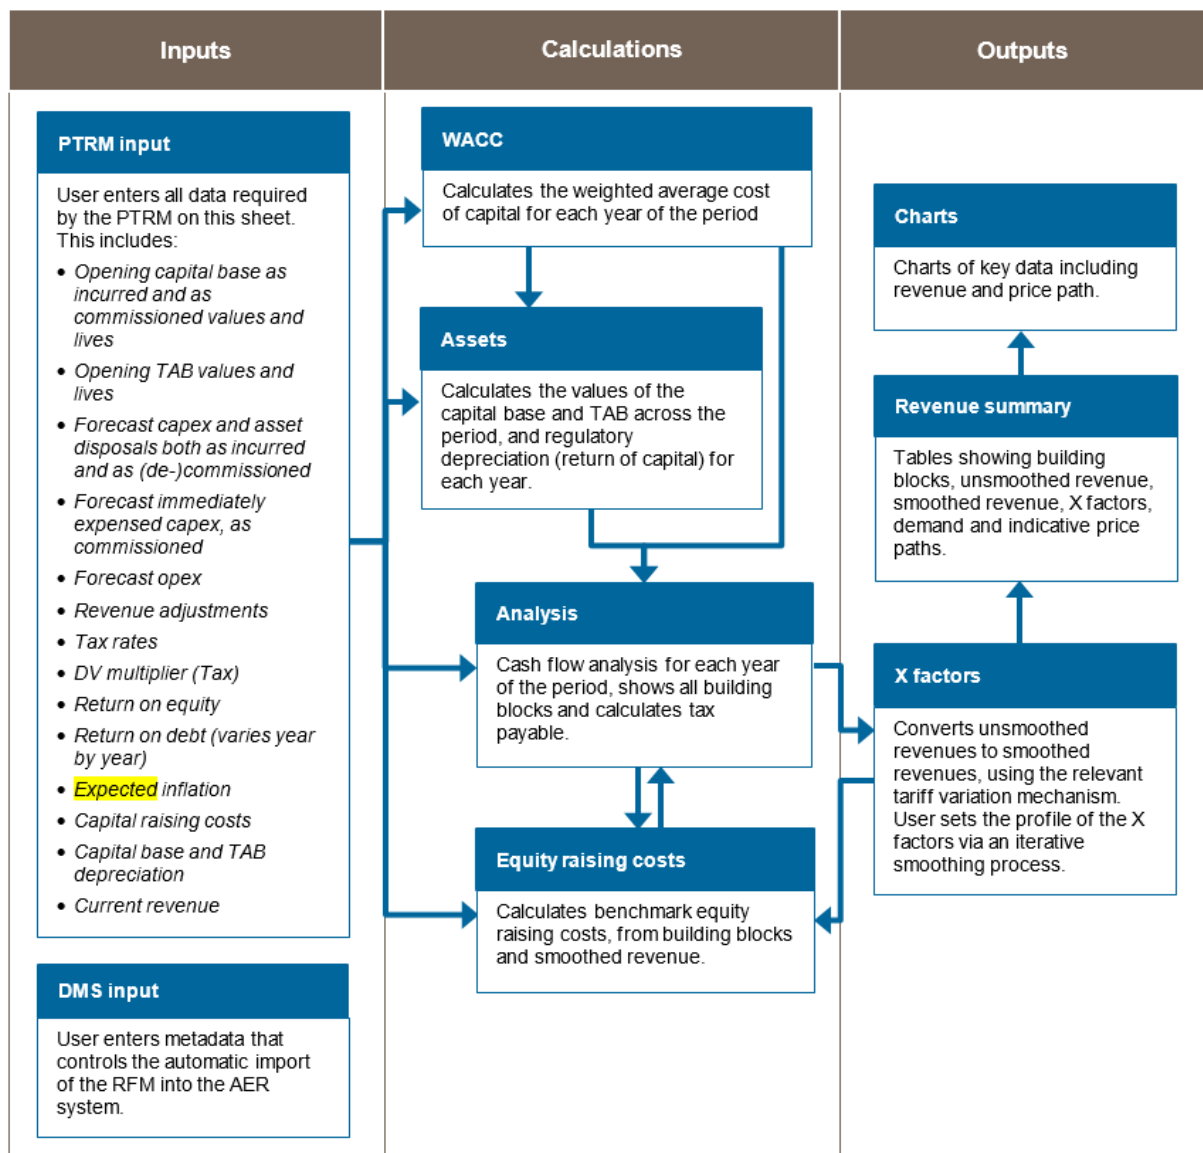 Inputs
Calculations
Outputs
PTRM input
User enters all data required
by the PTRM on this sheet.
This includes:
• Opening capital base as
incurred and as
commissioned values and
lives
• Opening TAB values and
lives
• Forecast capex and asset
disposals both as incurred
and as (de-)commissioned
• Forecast immediately
expensed capex, as
commissioned
• Forecast opex
• Revenue adjustments
• Tax rates
• DV multiplier (Tax)
• Return on equity
• Return on debt (varies year
by year)
• Expected inflation
• Capital raising costs
• Capital base and TAB
depreciation
• Current revenue
DMS input
User enters metadata that
controls the automatic import
of the RFM into the AER
system.
WACC
Calculates the weighted average cost
of capital for each year of the period
Assets
Calculates the values of the
capital base and TAB across the
period, and regulatory
depreciation (return of capital) for
each year.
Analysis
Cash flow analysis for each year
of the period, shows all building
blocks and calculates tax
payable.
Equity raising costs
Calculates benchmark equity
raising costs, from building blocks
and smoothed revenue.
Charts
Charts of key data including
revenue and price path.
Revenue summary
Tables showing building
blocks, unsmoothed revenue,
smoothed revenue, X factors,
demand and indicative price
paths.
X factors
Converts unsmoothed
revenues to smoothed
revenues, using the relevant
tariff variation mechanism.
User sets the profile of the X
factors via an iterative
smoothing process.